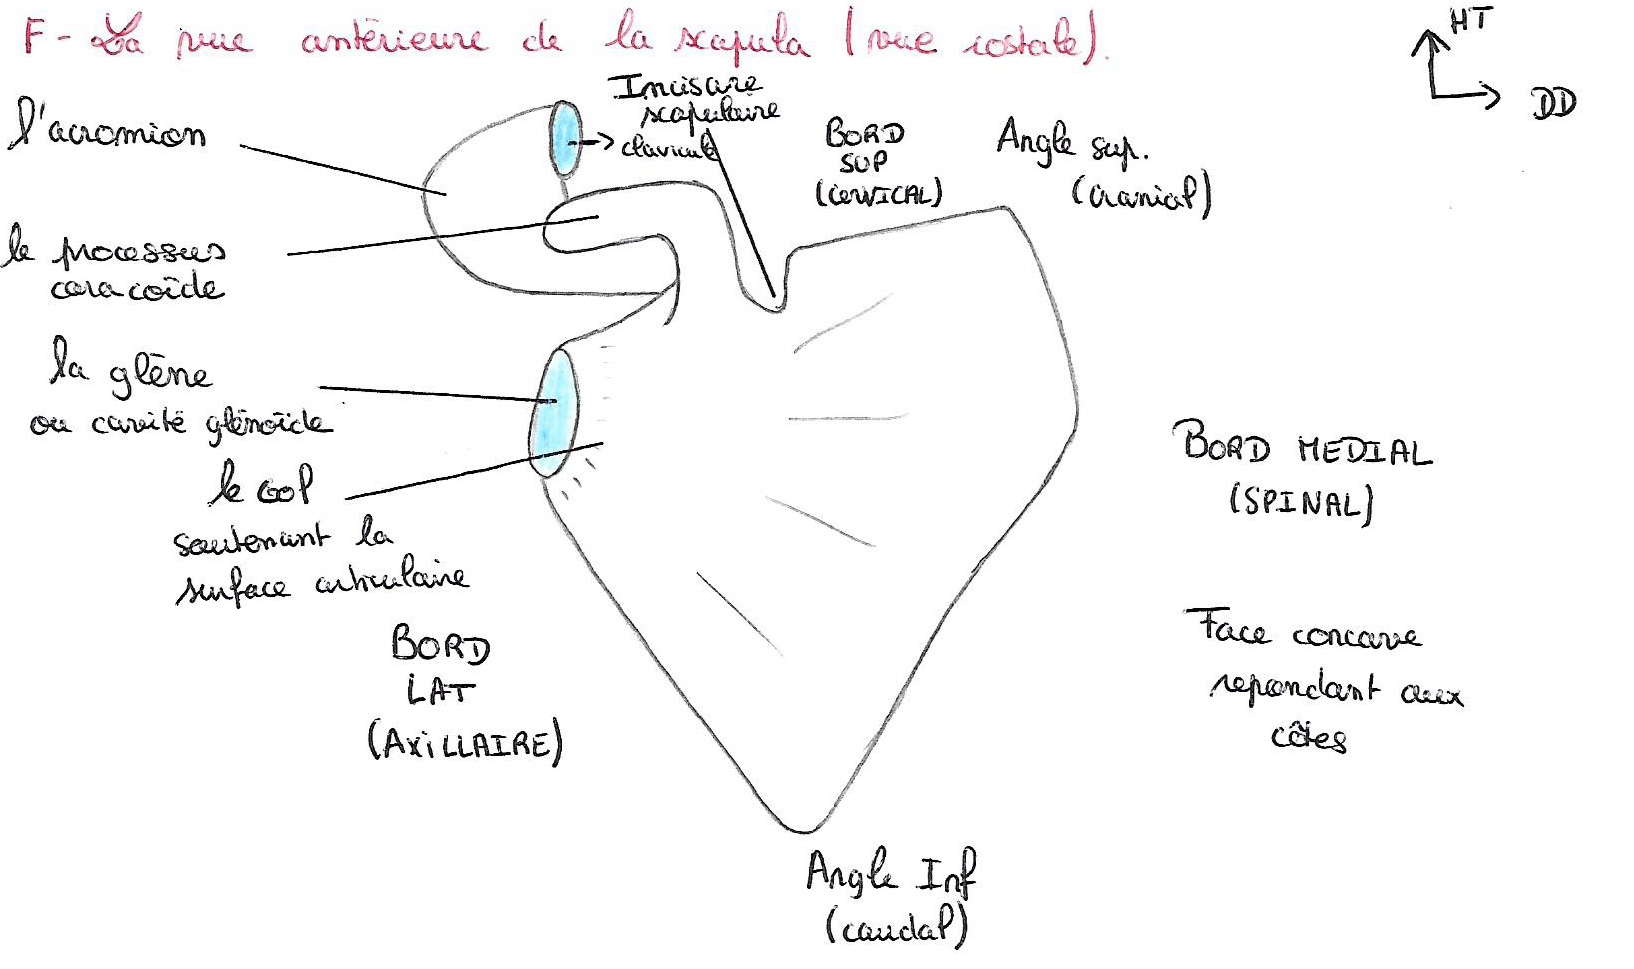 F - La vue antérieure de la scapula (vue costale).
HT
DD
Incisure
scapulaire
clavicule
l'acromion
BORD
SUP
(CERVICAL)
Angle sup.
(cranial)
le processus
coracoïde
la glène
ou cavité glénoïde
le col
soutenant la
surface articulaire
BORD MEDIAL
(SPINAL)
BORD
LAT
(AXiLLAIRE)
Face concave
repondant aux
côtes
Angle Inf
(caudal)